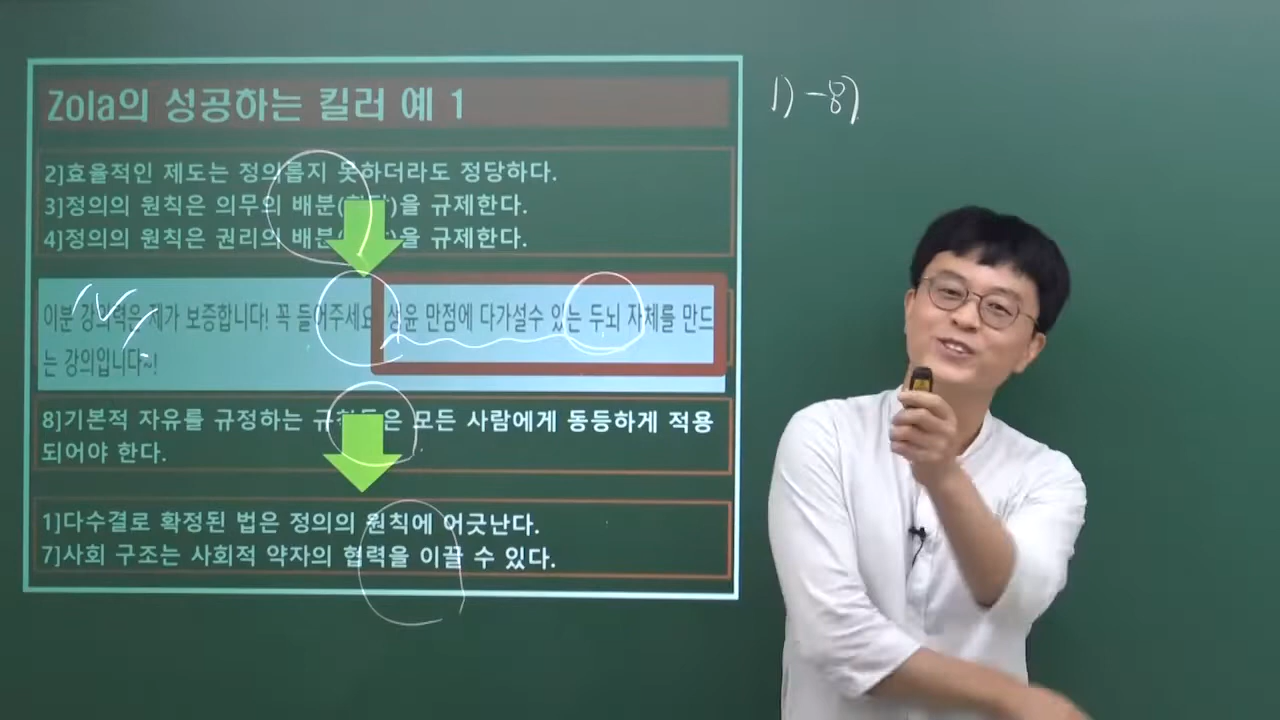 Zola의 성공하는 킬러 예 1
1) -8)
2]효율적인 제도는 정의롭지 못하더라도 정당하다.
3]정의의 원칙은 의무의 배분( )을 규제한다.
4]정의의 원칙은 권리의 배분( )을 규제한다.
이분 강의력은 제가 보증합니다! 꼭 들어주세요 생윤 만점에 다가설수 있는 두뇌 자체를 만드
는 강의입니다~!
8]기본적 자유를 규정하는 은 모든 사람에게 동등하게 적용
되어야 한다.
1]다수결로 확정된 법은 정의의 원칙에 어긋난다.
7]사회 구조는 사회적 약자의 협력을 이끌 수 있다.